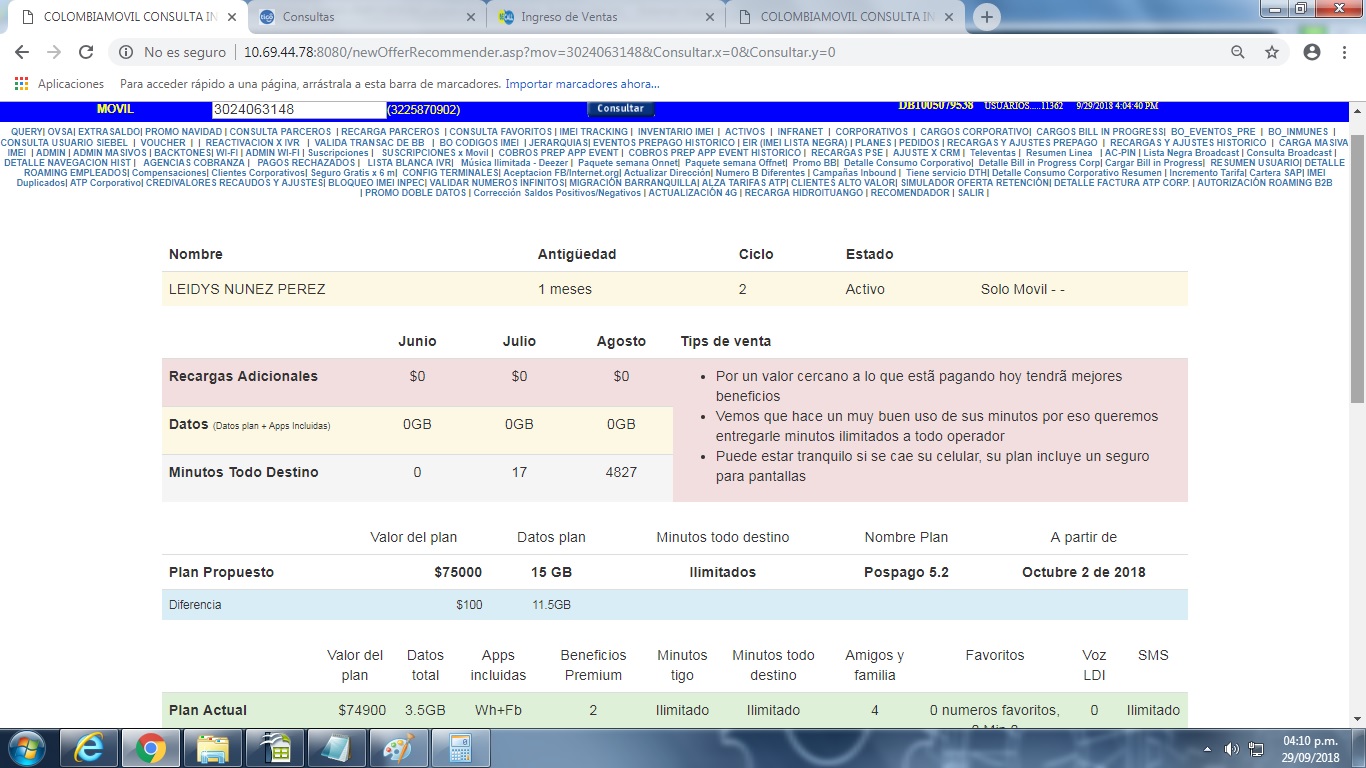 COLOMBIAMOVIL CONSULTA IN
Consultas
Ingreso de Ventas
COLOMBIAMOVIL CONSULTA IN
No es seguro | 10.69.44.78:8080/newOfferRecommender.asp?mov=3024063148&Consultar.x=0&Consultar.y=0
Aplicaciones Para acceder rápido a una página, arrástrala a esta barra de marcadores. Importar marcadores ahora...
MOVIL 3024063148 (3225870902) Consultar DBT005079538 USUARIOS.....11362 9/29/2018 4:04:40 PM
QUERY| OVSA| EXTRASALDO| PROMO NAVIDAD | CONSULTA PARCEROS | RECARGA PARCEROS | CONSULTA FAVORITOS | IMEI TRACKING | INVENTARIO IMEI | ACTIVOS | INFRANET | CORPORATIVOS | CARGOS CORPORATIVO| CARGOS BILL IN PROGRESS| BO_EVENTOS_PRE | BO_INMUNES |
CONSULTA USUARIO SIEBEL | VOUCHER | | REACTIVACION X IVR | VALIDA TRANSAC DE BB | BO CODIGOS IMEI |JERARQUIAS| EVENTOS PREPAGO HISTORICO | EIR (IMEI LISTA NEGRA) | PLANES | PEDIDOS | RECARGAS Y AJUSTES PREPAGO | RECARGAS Y AJUSTES HISTORICO | CARGA MASIVA
IMEI | ADMIN | ADMIN MASIVOS | BACKTONES| WI-FI | ADMIN WI-FI | Suscripciones | SUSCRIPCIONES x Movil | COBROS PREP APP EVENT | COBROS PREP APP EVENT HISTORICO | RECARGAS PSE | AJUSTE X CRM | Televentas | Resumen Linea | AC-PIN | Lista Negra Broadcast | Consulta Broadcast |
DETALLE NAVEGACION HIST | AGENCIAS COBRANZA | PAGOS RECHAZADOS | LISTA BLANCA IVR| Música Ilimitada - Deezer | Paquete semana Onnet| Paquete semana Offnet| Promo BB| Detalle Consumo Corporativo| Detalle Bill in Progress Corp| Cargar Bill in Progress| RESUMEN USUARIO| DETALLE
ROAMING EMPLEADOS| Compensaciones| Clientes Corporativos| Seguro Gratis x 6 m| CONFIG TERMINALES| Aceptacion FB/Internet.org| Actualizar Dirección| Numero B Diferentes | Campañas Inbound | Tiene servicio DTH| Detalle Consumo Corporativo Resumen | Incremento Tarifa| Cartera SAP| IMEI
Duplicados| ATP Corporativo| CREDIVALORES RECAUDOS Y AJUSTES| BLOQUEO IMEI INPEC| VALIDAR NUMEROS INFINITOS| MIGRACIÓN BARRANQUILLA| ALZA TARIFAS ATP| CLIENTES ALTO VALOR| SIMULADOR OFERTA RETENCIÓN| DETALLE FACTURA ATP CORP. | AUTORIZACIÓN ROAMING B2B
| PROMO DOBLE DATOS | Corrección Saldos Positivos/Negativos | ACTUALIZACIÓN 4G | RECARGA HIDROITUANGO | RECOMENDADOR | SALIR |
Nombre Antigüedad Ciclo Estado
LEIDYS NUNEZ PEREZ 1 meses 2 Activo Solo Movil - -
Junio Julio Agosto Tips de venta
Recargas Adicionales $0 $0 $0
Datos (Datos plan + Apps Incluidas) 0GB 0GB 0GB
Minutos Todo Destino 0 17 4827
• Por un valor cercano a lo que estã pagando hoy tendrã mejores
beneficios
• Vemos que hace un muy buen uso de sus minutos por eso queremos
entregarle minutos ilimitados a todo operador
• Puede estar tranquilo si se cae su celular, su plan incluye un seguro
para pantallas
Valor del plan Datos plan Minutos todo destino Nombre Plan A partir de
Plan Propuesto $75000 15 GB Ilimitados Pospago 5.2 Octubre 2 de 2018
Diferencia $100 11.5GB
Valor del Datos Apps Beneficios Minutos Minutos todo Amigos y Favoritos Voz SMS
plan total incluidas Premium tigo destino familia LDI
Plan Actual $74900 3.5GB Wh+Fb 2 Ilimitado Ilimitado 4 0 numeros favoritos, 0 Ilimitado
04:10 p.m.
29/09/2018